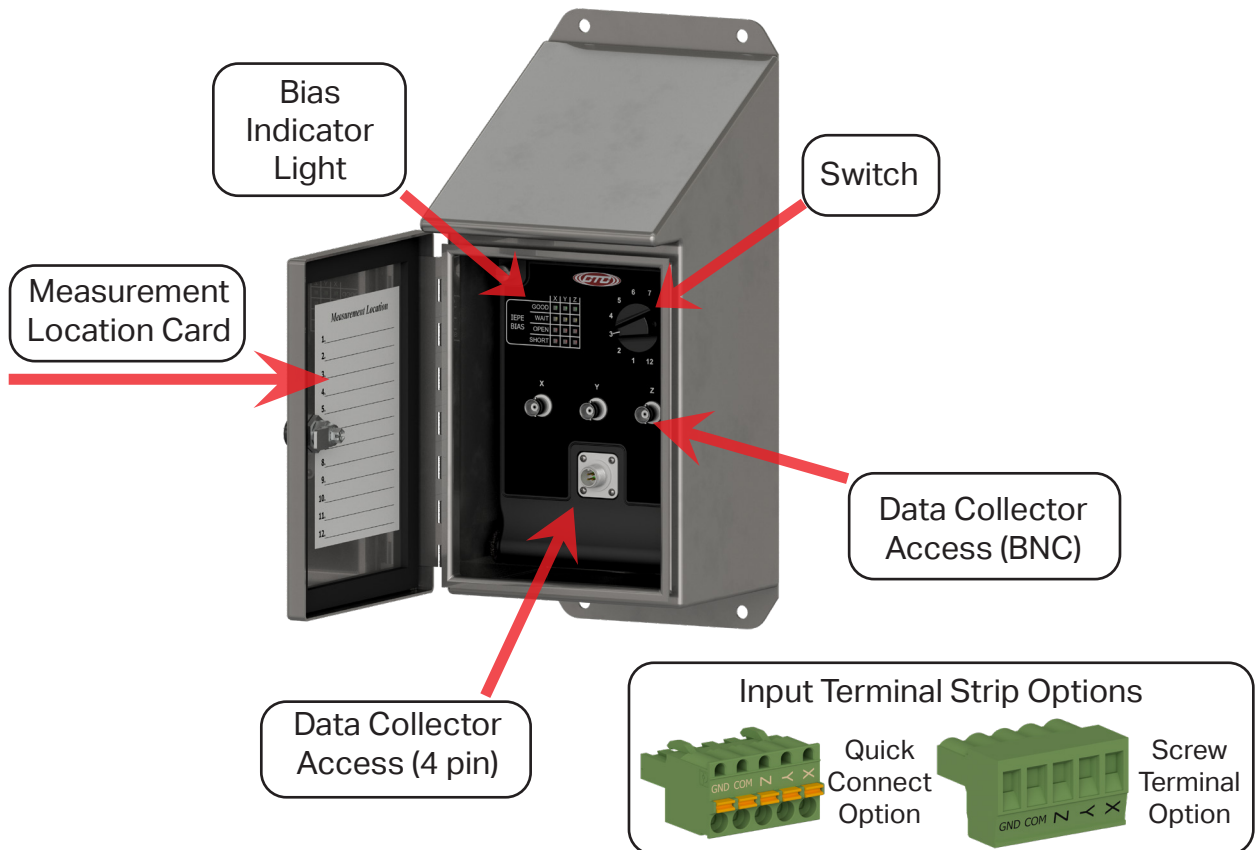 Bias
Indicator
Light
Switch
Measurement
Location Card
Measurement Location
1.
2.
3.
4.
5.
8.
9.
10.
11.
12.
CTC
X Y Z
IEPE
BIAS
GOOD
WAIT
OPEN
SHORT
6 7
5
4
3
2
1 12
X Y Z
Data Collector
Access (BNC)
Data Collector
Access (4 pin)
Input Terminal Strip Options
GND COM Z Y X
Quick
Connect
Option
GND COM Z Y X
Screw
Terminal
Option